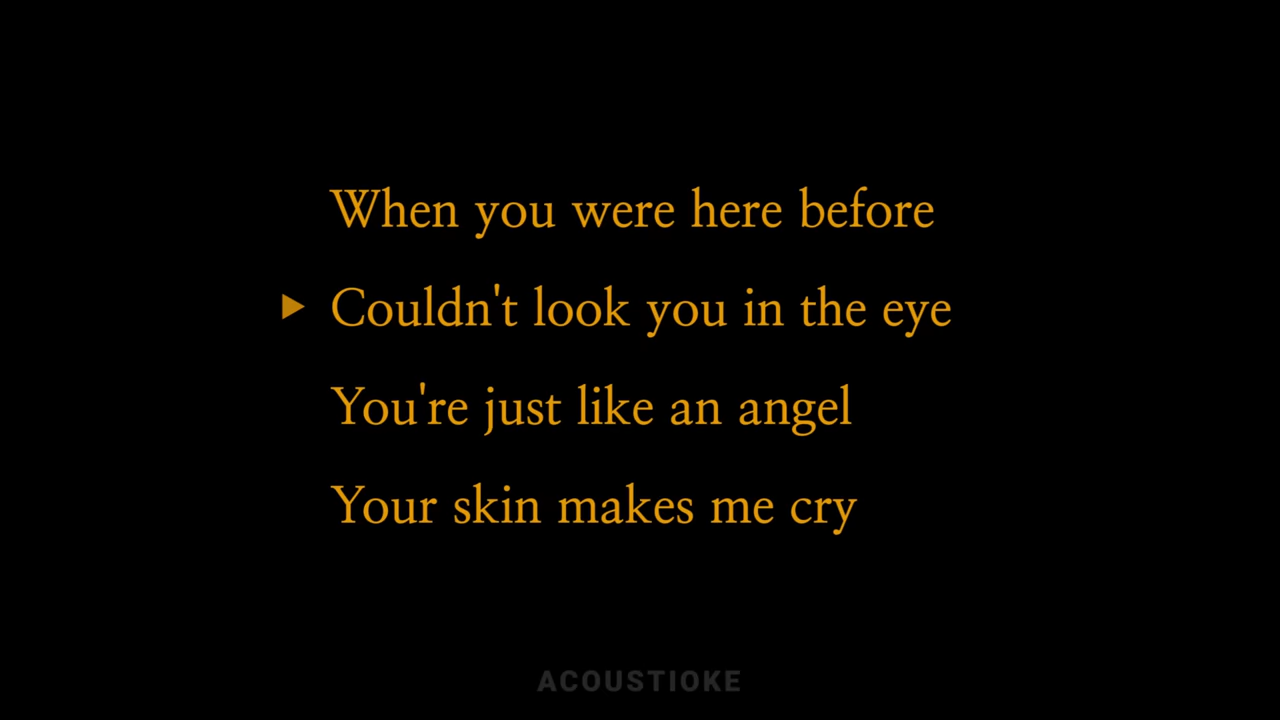 When you were here before
Couldn't look you in the eye
You're just like an angel
Your skin makes me cry
ACOUSTIOKE